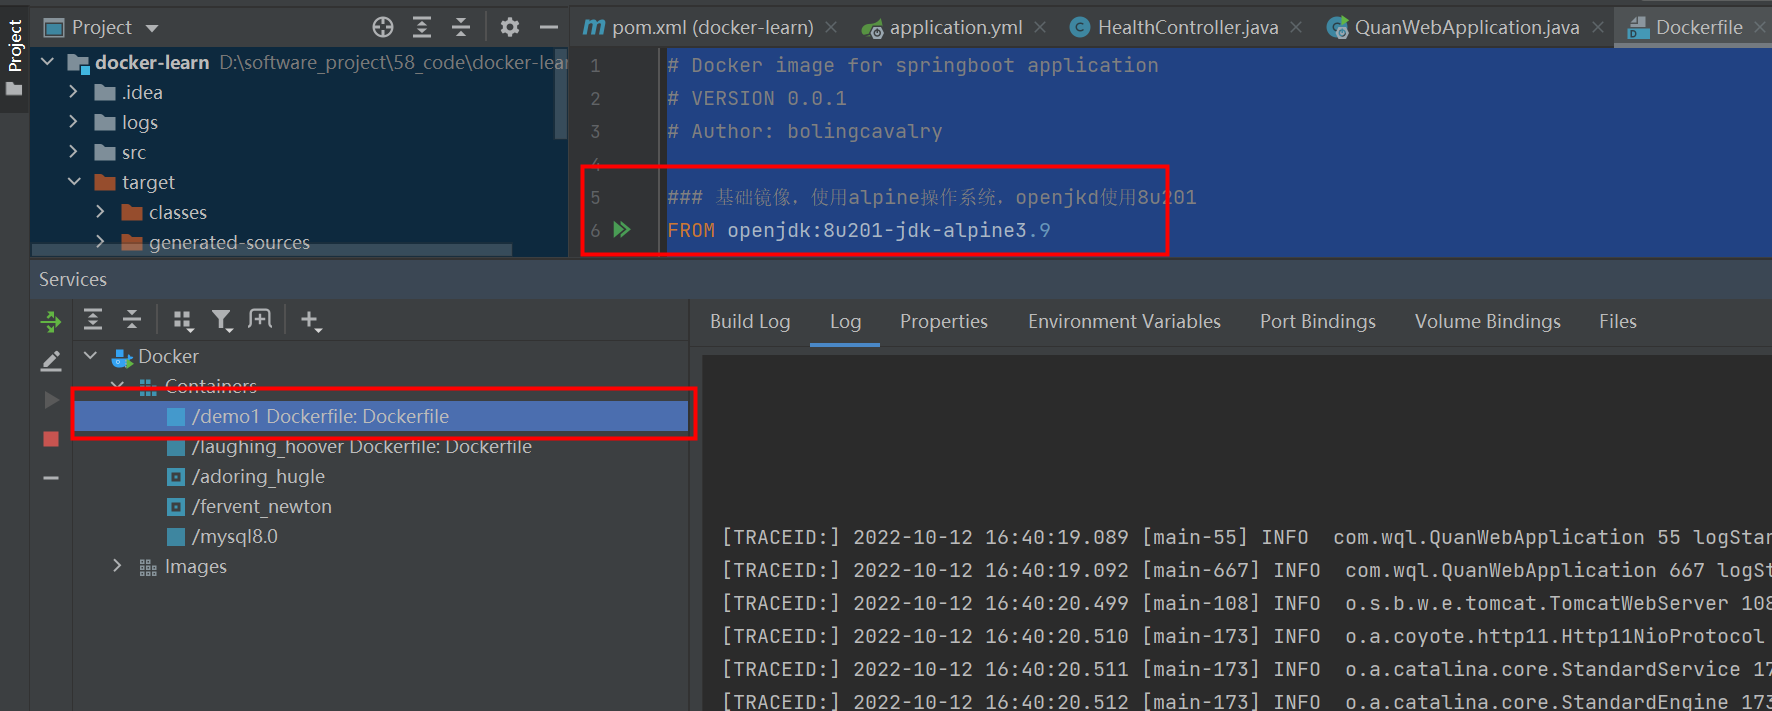 Project
Project
pom.xml (docker-learn)
application.yml
HealthController.java
QuanWebApplication.java
Dockerfile
docker-learn D:\software_project\58_code\docker-lear
.idea
logs
src
target
classes
generated-sources
1 # Docker image for springboot application
2 # VERSION 0.0.1
3 # Author: bolingcavalry
4
5 ### 基础镜像，使用alpine操作系统，openjkd使用8u201
6 FROM openjdk:8u201-jdk-alpine3.9
Services
Docker
Containers
/demo1 Dockerfile: Dockerfile
/laughing_hoover Dockerfile: Dockerfile
/adoring_hugle
/fervent_newton
/mysql8.0
Images
Build Log Log Properties Environment Variables Port Bindings Volume Bindings Files
[TRACEID:] 2022-10-12 16:40:19.089 [main-55] INFO com.wql.QuanWebApplication 55 logStar
[TRACEID:] 2022-10-12 16:40:19.092 [main-667] INFO com.wql.QuanWebApplication 667 logSt
[TRACEID:] 2022-10-12 16:40:20.499 [main-108] INFO o.s.b.w.e.tomcat.TomcatWebServer 108
[TRACEID:] 2022-10-12 16:40:20.510 [main-173] INFO o.a.coyote.http11.Http11NioProtocol
[TRACEID:] 2022-10-12 16:40:20.511 [main-173] INFO o.a.catalina.core.StandardService 17
[TRACEID:] 2022-10-12 16:40:20.512 [main-173] INFO o.a.catalina.core.StandardEngine 173